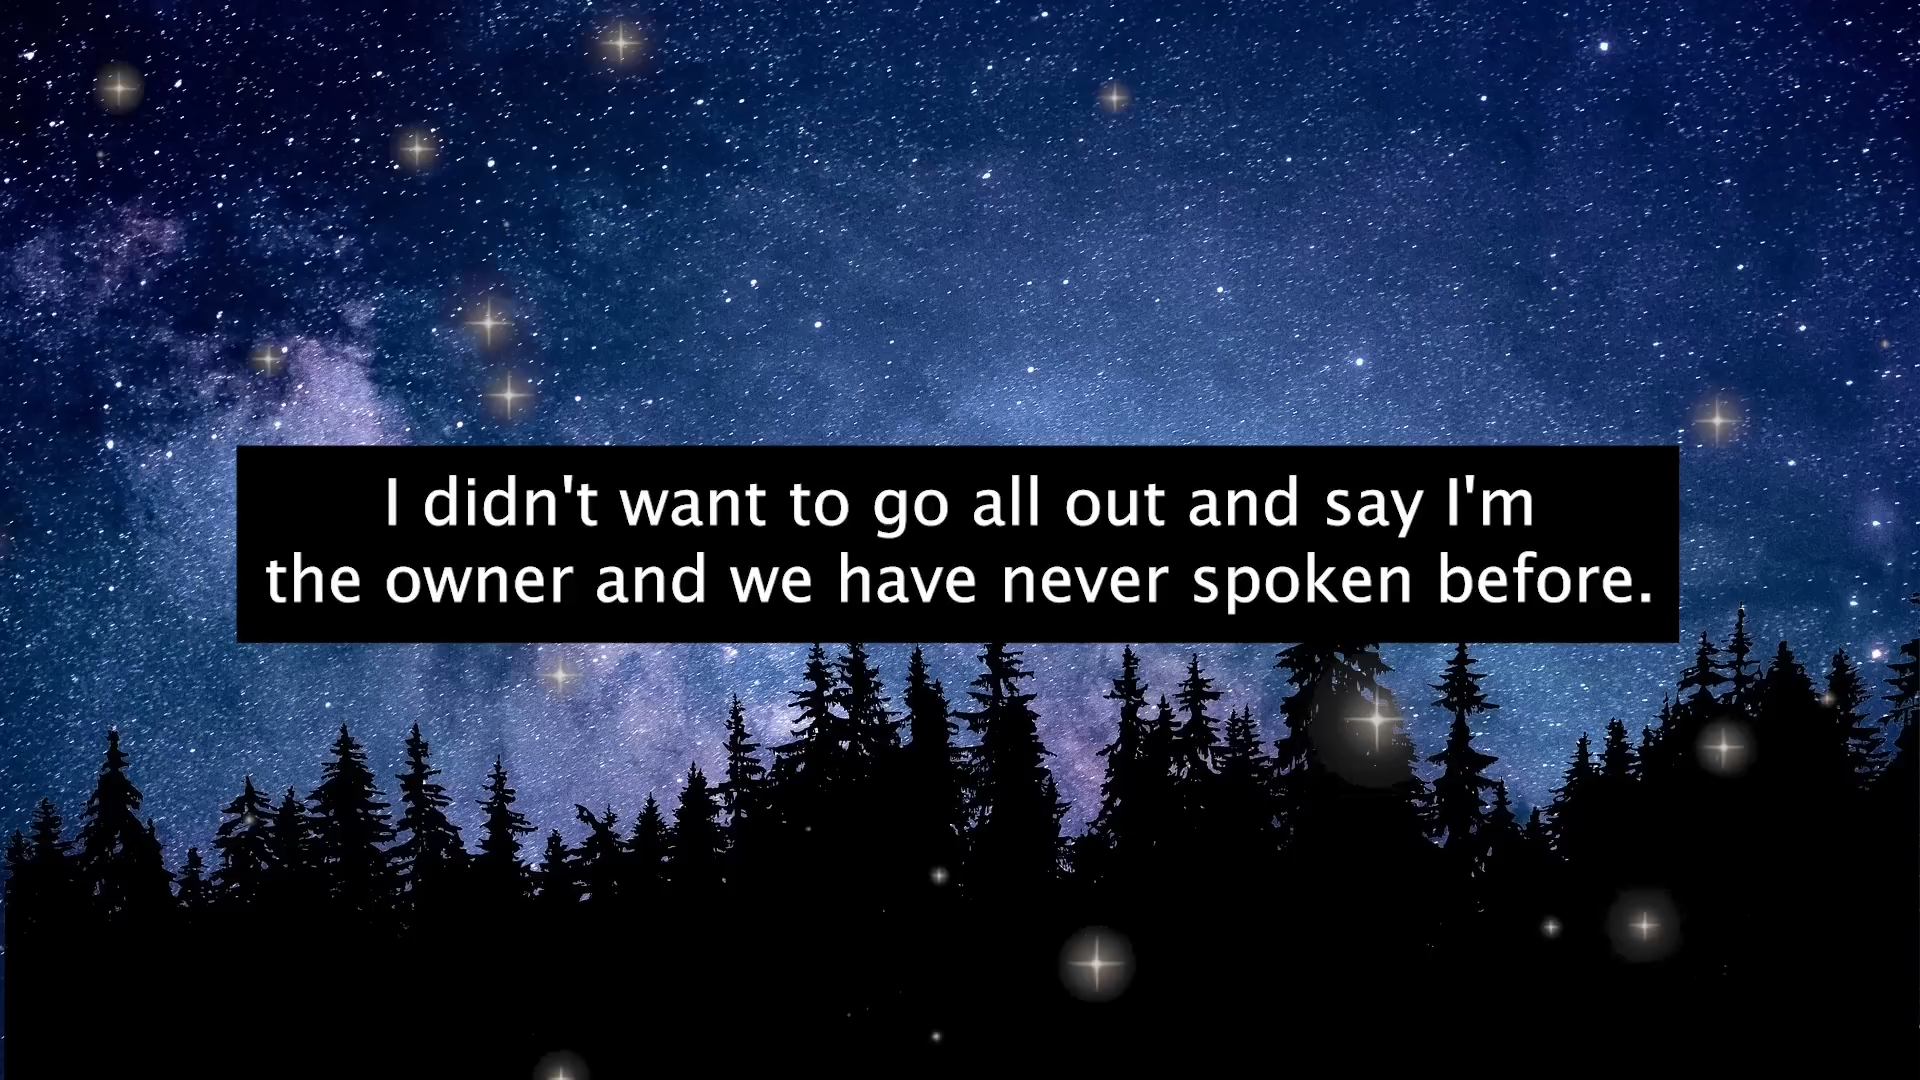 I didn't want to go all out and say I'm
the owner and we have never spoken before.